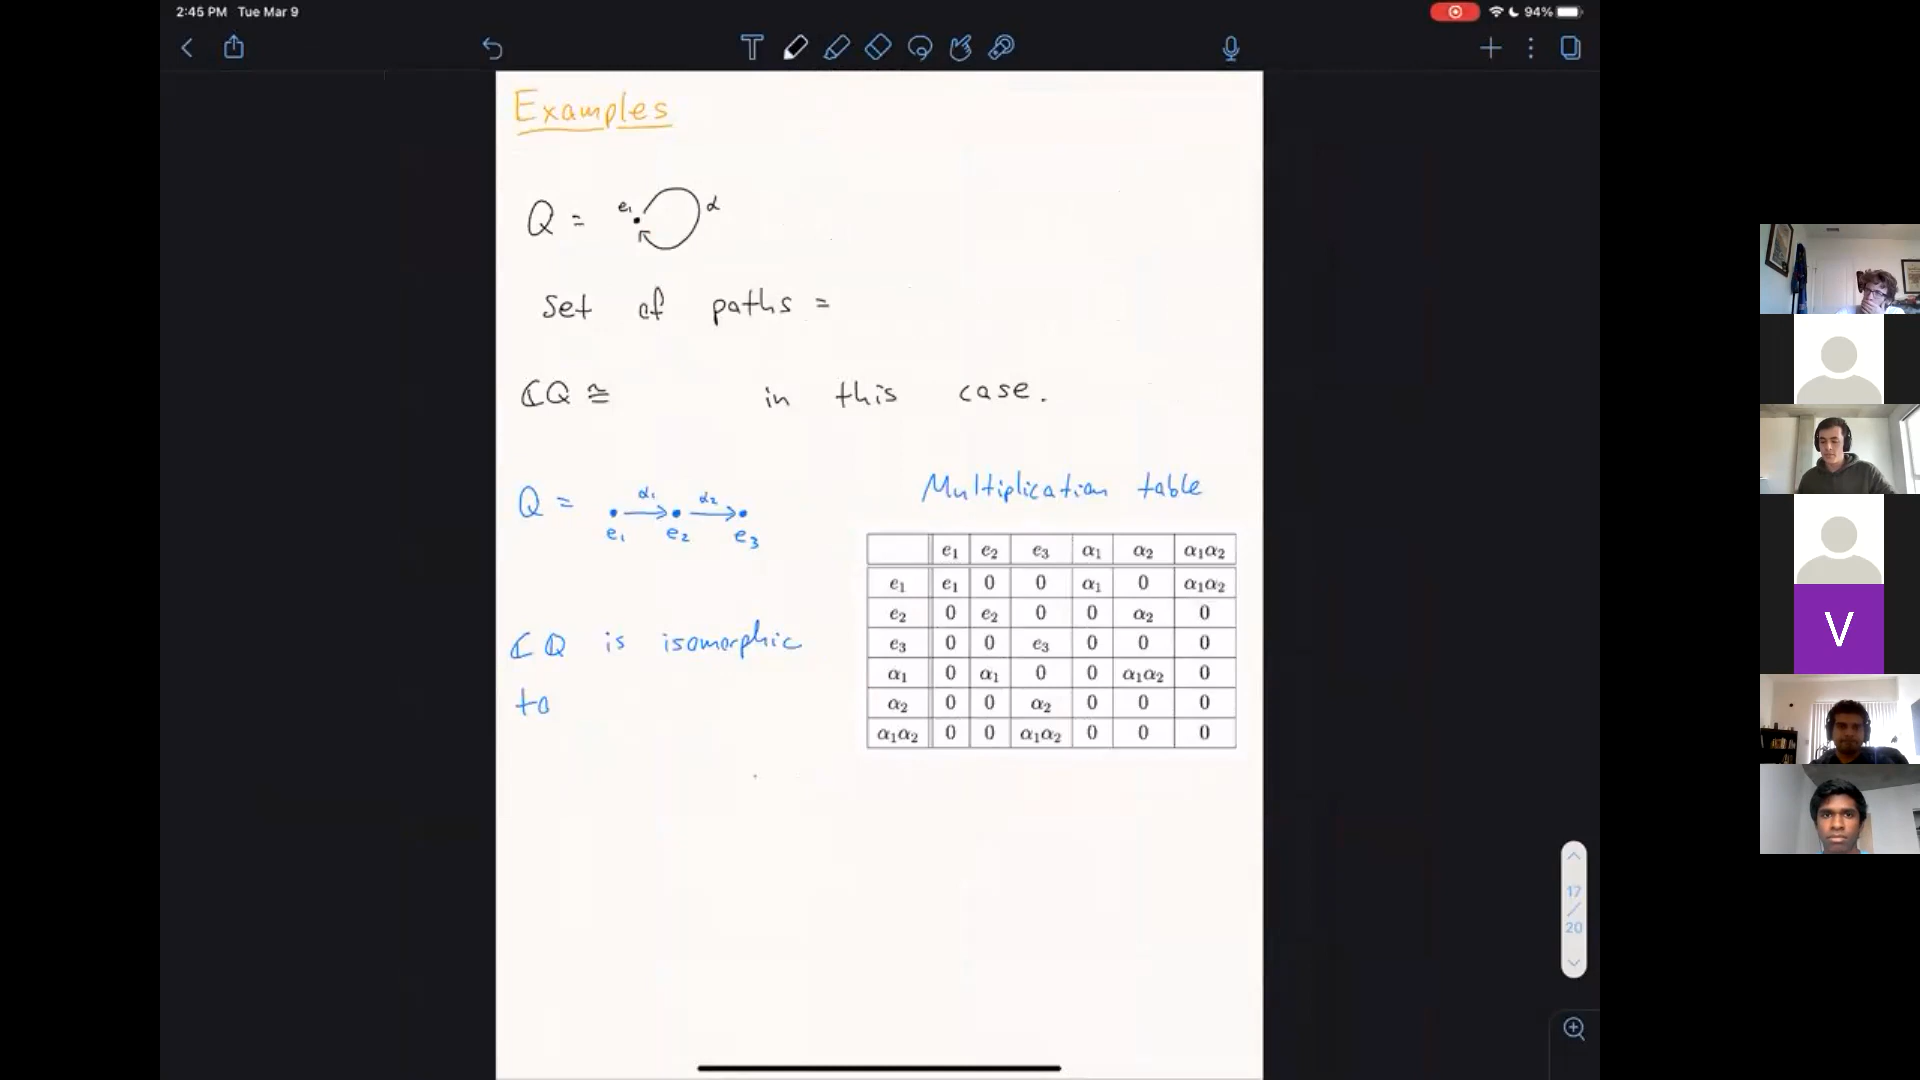 2:45 PM Tue Mar 9
94%
T
Examples
Q = e₁ α
Set of paths =
ℂQ ≅ in this case.
Q = α₁ α₂
e₁ e₂ e₃
Multiplication table
e₁ e₂ e₃ α₁ α₂ α₁α₂
e₁ e₁ 0 0 α₁ 0 α₁α₂
e₂ 0 e₂ 0 0 α₂ 0
e₃ 0 0 e₃ 0 0 0
α₁ 0 α₁ 0 0 α₁α₂ 0
α₂ 0 0 α₂ 0 0 0
α₁α₂ 0 0 α₁α₂ 0 0 0
ℂQ is isomorphic
to
V
17
/
20